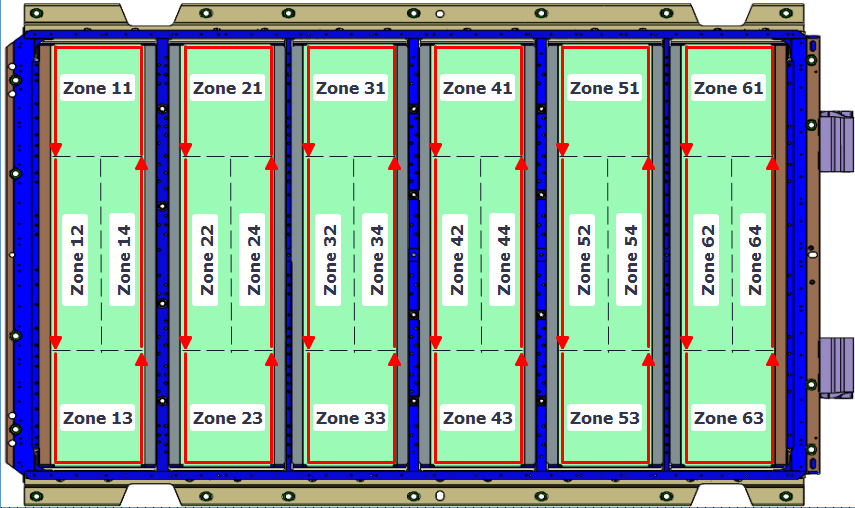 Zone 11
Zone 21
Zone 31
Zone 41
Zone 51
Zone 61
Zone 12
Zone 14
Zone 22
Zone 24
Zone 32
Zone 34
Zone 42
Zone 44
Zone 52
Zone 54
Zone 62
Zone 64
Zone 13
Zone 23
Zone 33
Zone 43
Zone 53
Zone 63